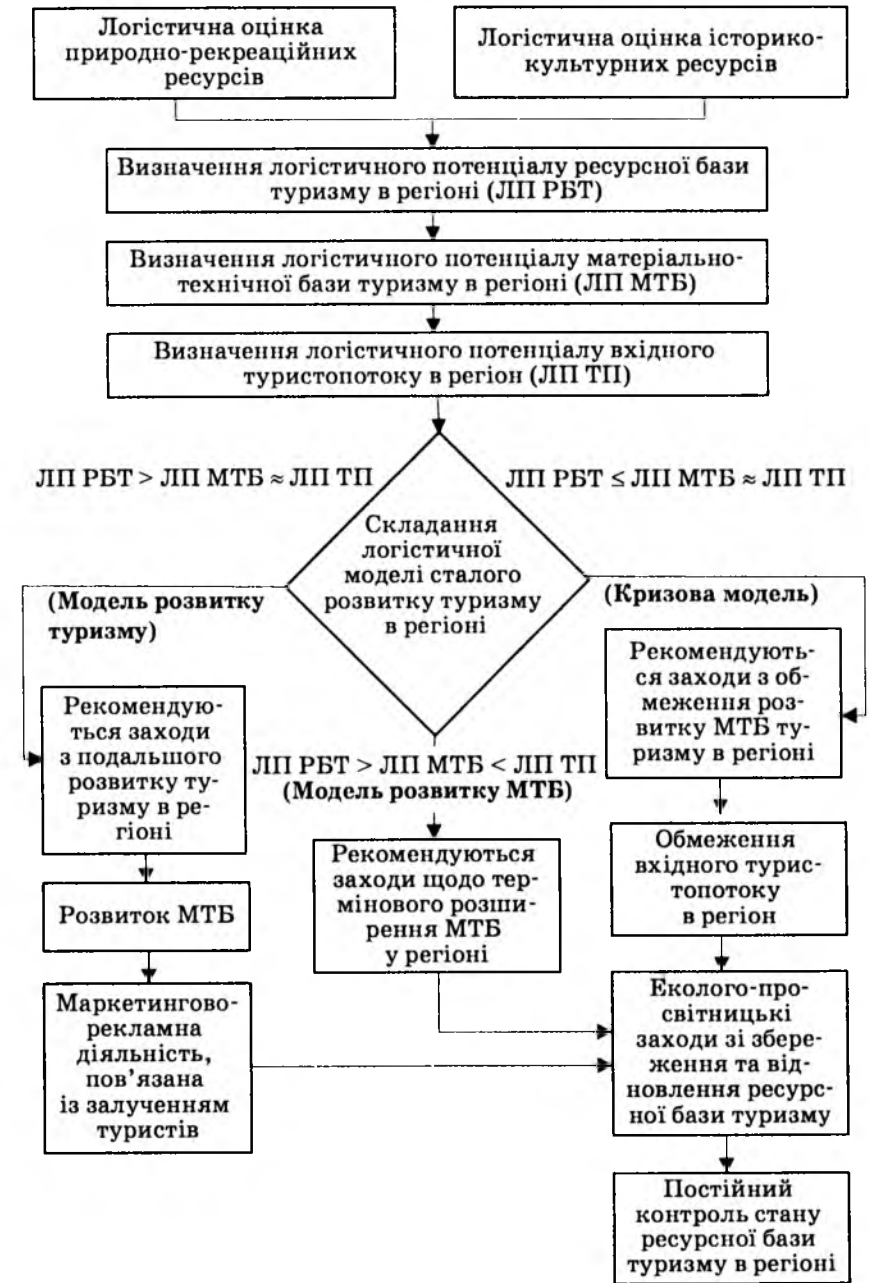 Логістична оцінка
природно-рекреаційних
ресурсів
Логістична оцінка історико-
культурних ресурсів
Визначення логістичного потенціалу ресурсної бази
туризму в регіоні (ЛП РБТ)
Визначення логістичного потенціалу матеріально-
технічної бази туризму в регіоні (ЛП МТБ)
Визначення логістичного потенціалу вхідного
туристопотоку в регіон (ЛП ТП)
ЛП РБТ > ЛП МТБ ≈ ЛП ТП
ЛП РБТ ≤ ЛП МТБ ≈ ЛП ТП
Складання
логістичної
моделі сталого
розвитку туризму
в регіоні
(Модель розвитку
туризму)
(Кризова модель)
Рекомендую-
ться заходи
з подальшого
розвитку ту-
ризму в ре-
гіоні
Розвиток МТБ
Маркетингово-
рекламна
діяльність,
пов’язана
із залученням
туристів
ЛП РБТ > ЛП МТБ < ЛП ТП
(Модель розвитку МТБ)
Рекомендуються
заходи щодо тер-
мінового розши-
рення МТБ
у регіоні
Рекомендують-
ся заходи з об-
меження роз-
витку МТБ ту-
ризму в регіоні
Обмеження
вхідного турис-
топотоку
в регіон
Еколого-про-
світницькі
заходи зі збере-
ження та від-
новлення ресурс-
ної бази туризму
Постійний
контроль стану
ресурсної бази
туризму в регіоні